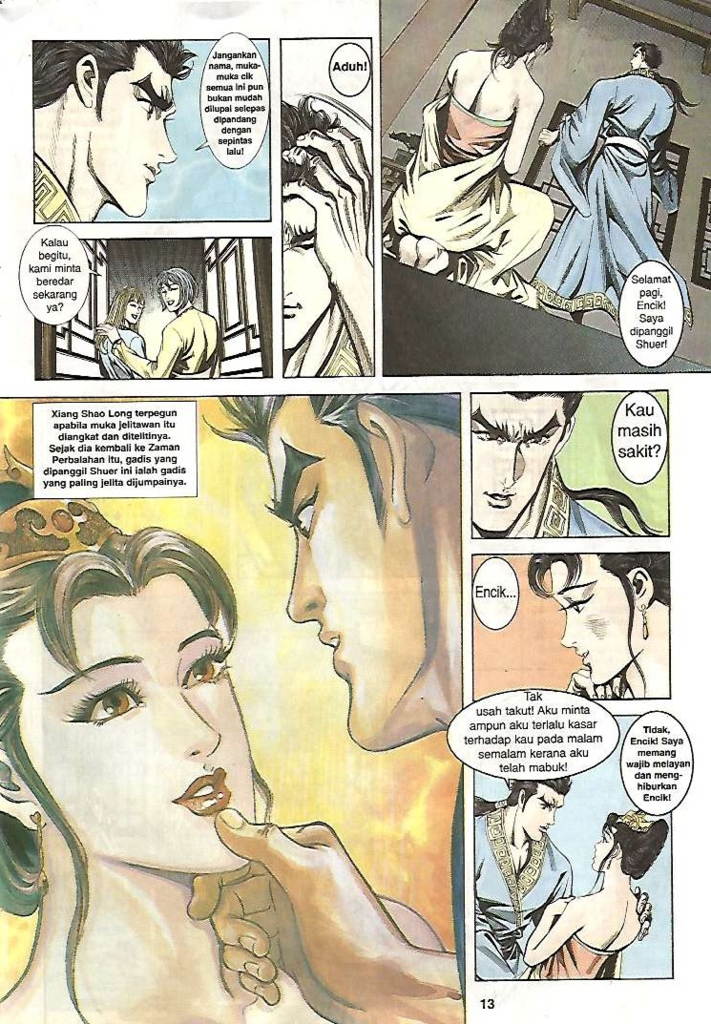 Jangankan
nama, muka-
muka cik
semua ini pun
bukan mudah
dilupai selepas
dipandang
dengan
sepintas
lalu!
Aduh!
Kalau
begitu,
kami minta
beredar
sekarang
ya?
Selamat
pagi,
Encik!
Saya
dipanggil
Shuer!
Xiang Shao Long terpegun
apabila muka jelitawan itu
diangkat dan ditelitinya.
Sejak dia kembali ke Zaman
Perbalahan itu, gadis yang
dipanggil Shuer ini ialah gadis
yang paling jelita dijumpainya.
Kau
masih
sakit?
Encik...
Tak
usah takut! Aku minta
ampun aku terlalu kasar
terhadap kau pada malam
semalam kerana aku
telah mabuk!
Tidak,
Encik! Saya
memang
wajib melayan
dan meng-
hiburkan
Encik!
13